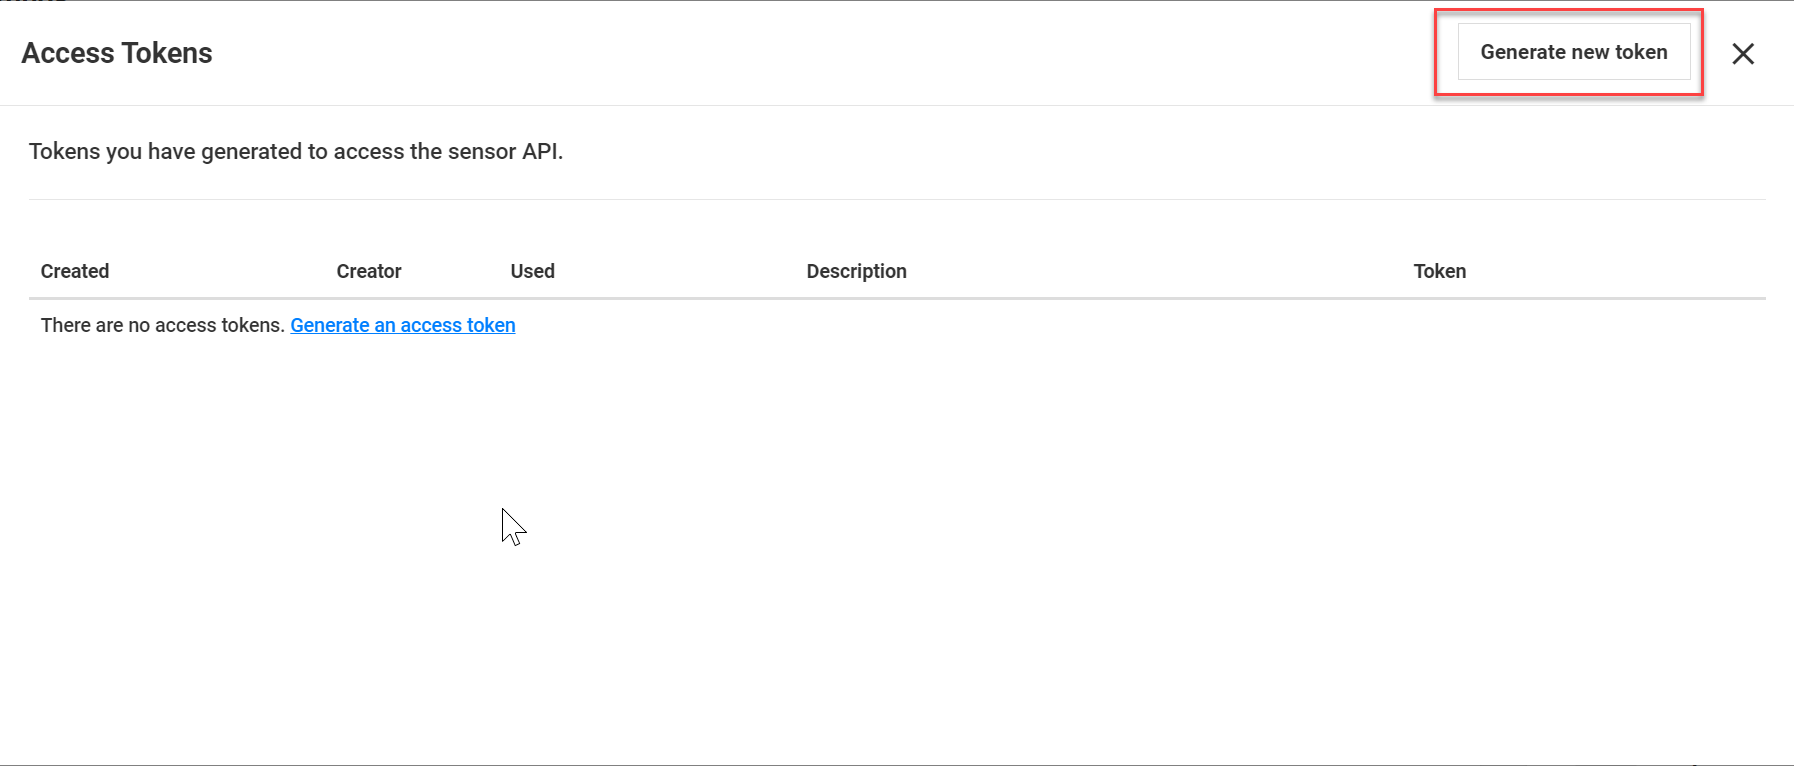 Access Tokens
Generate new token
Tokens you have generated to access the sensor API.
Created Creator Used Description Token
There are no access tokens. Generate an access token